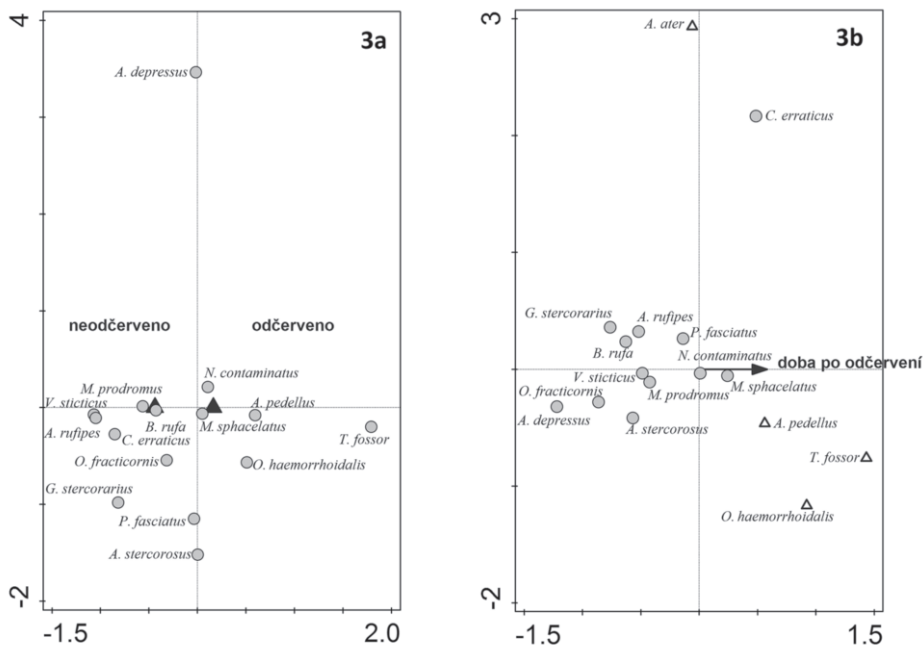 4
3a
A. depressus
neodčerveno
odčerveno
N. contaminatus
M. prodromus
V. sticticus
A. pedellus
B. rufa
M. sphacelatus
A. rufipes
C. erraticus
T. fossor
O. fracticornis
O. haemorrhoidalis
G. stercorarius
P. fasciatus
A. stercorosus
-2
-1.5
2.0
3
3b
A. ater
C. erraticus
G. stercorarius
A. rufipes
P. fasciatus
B. rufa
N. contaminatus
doba po odčervení
V. sticticus
M. sphacelatus
O. fracticornis
M. prodromus
A. depressus
A. stercorosus
A. pedellus
T. fossor
O. haemorrhoidalis
-2
-1.5
1.5